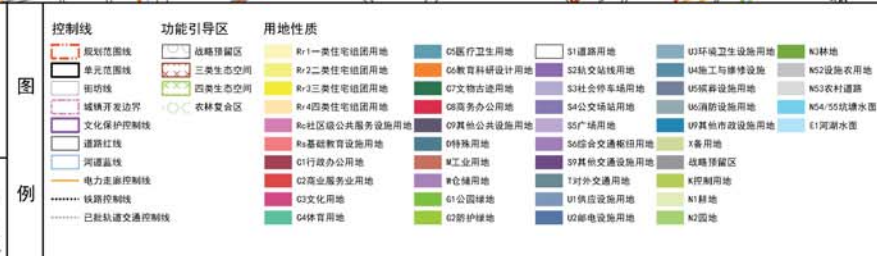 图例
控制线
规划范围线
单元范围线
街坊线
城镇开发边界
文化保护控制线
道路红线
河道蓝线
电力走廊控制线
铁路控制线
已批轨道交通控制线
功能引导区
战略预留区
三类生态空间
四类生态空间
农林复合区
用地性质
Rr1一类住宅组团用地
Rr2二类住宅组团用地
Rr3三类住宅组团用地
Rr4四类住宅组团用地
Rc社区级公共服务设施用地
Rs基础教育设施用地
C1行政办公用地
C2商业服务业用地
C3文化用地
C4体育用地
C5医疗卫生用地
C6教育科研设计用地
C7文物古迹用地
C8商务办公用地
C9其他公共设施用地
D特殊用地
M工业用地
W仓储用地
G1公园绿地
G2防护绿地
S1道路用地
S2轨交站线用地
S3社会停车场用地
S4公交场站用地
S5广场用地
S6综合交通枢纽用地
S9其他交通设施用地
T对外交通用地
U1供应设施用地
U2邮电设施用地
U3环境卫生设施用地
U4施工与维修设施
U5殡葬设施用地
U6消防设施用地
U9其他市政设施用地
X备用地
战略预留区
K控制用地
N1耕地
N2园地
N3林地
N52设施农用地
N53农村道路
N54/55坑塘水面
E1河湖水面